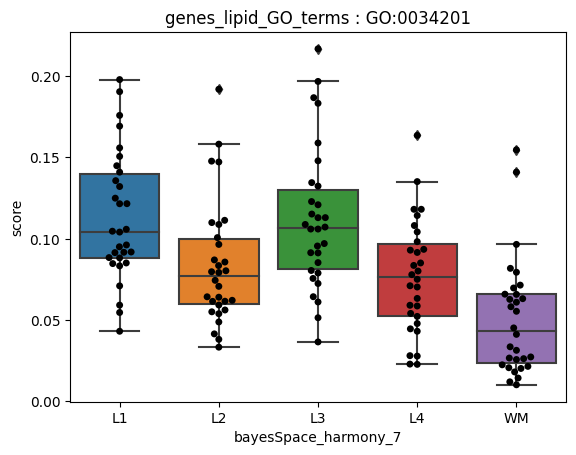 genes_lipid_GO_terms : GO:0034201
0.20
0.15
0.10
0.05
0.00
score
L1 L2 L3 L4 WM
bayesSpace_harmony_7